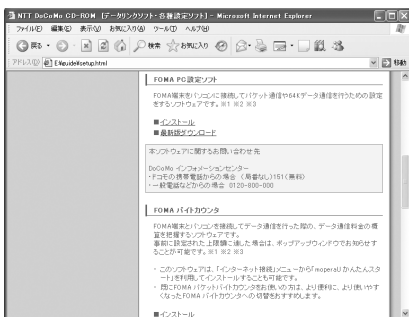 NTT DoCoMo CD-ROM [データリンクソフト・各種設定ソフト] - Microsoft Internet Explorer
ファイル(F) 編集(E) 表示(V) お気に入り(A) ツール(T) ヘルプ(H)
戻る 検索 お気に入り
アドレス(D) E:¥guide¥setup.html 移動
FOMA PC設定ソフト
FOMA端末をパソコンに接続してパケット通信や64Kデータ通信を行うための設定
をするソフトウェアです。※1 ※2 ※3
■インストール
■最新版ダウンロード
本ソフトウェアに関するお問い合わせ先
DoCoMo インフォメーションセンター
・ドコモの携帯電話からの場合 (局番なし)151(無料)
・一般電話などからの場合 0120-800-000
FOMA バイトカウンタ
FOMA端末とパソコンを接続してデータ通信を行った際の、データ通信料金の概
算を把握するソフトウェアです。
事前に設定された上限額に達した場合は、ポップアップウィンドウでお知らせす
ることが可能です。※1 ※2 ※3
・このソフトウェアは、「インターネット接続」メニューから「moperaU かんたんスタ
ート」を利用してインストールすることも可能です。
・既にFOMA パケットバイトカウンタをお使いの方は、より便利に、より使いやす
くなったFOMA バイトカウンタへの切替をおすすめします。
■インストール